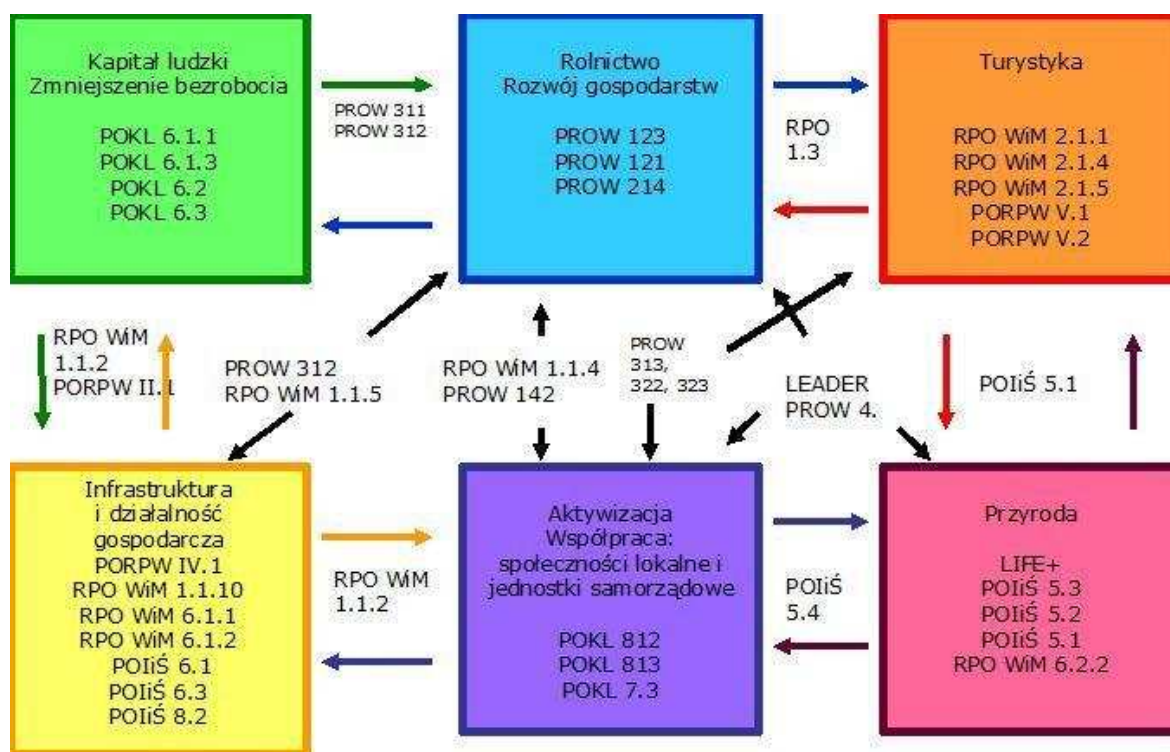 Kapitał ludzki
Zmniejszenie bezrobocia
POKL 6.1.1
POKL 6.1.3
POKL 6.2
POKL 6.3
PROW 311
PROW 312
Rolnictwo
Rozwój gospodarstw
PROW 123
PROW 121
PROW 214
RPO
1.3
Turystyka
RPO WiM 2.1.1
RPO WiM 2.1.4
RPO WiM 2.1.5
PORPW V.1
PORPW V.2
RPO WiM
1.1.2
PORPW II.1
PROW 312
RPO WiM 1.1.5
RPO WiM 1.1.4
PROW 142
PROW
313,
322, 323
LEADER
PROW 4.
POIiŚ 5.1
Infrastruktura
i działalność
gospodarcza
PORPW IV.1
RPO WiM 1.1.10
RPO WiM 6.1.1
RPO WiM 6.1.2
POIiŚ 6.1
POIiŚ 6.3
POIiŚ 8.2
RPO WiM
1.1.2
Aktywizacja
Współpraca:
społeczności lokalne i
jednostki samorządowe
POKL 812
POKL 813
POKL 7.3
POIiŚ
5.4
Przyroda
LIFE+
POIiŚ 5.3
POIiŚ 5.2
POIiŚ 5.1
RPO WiM 6.2.2